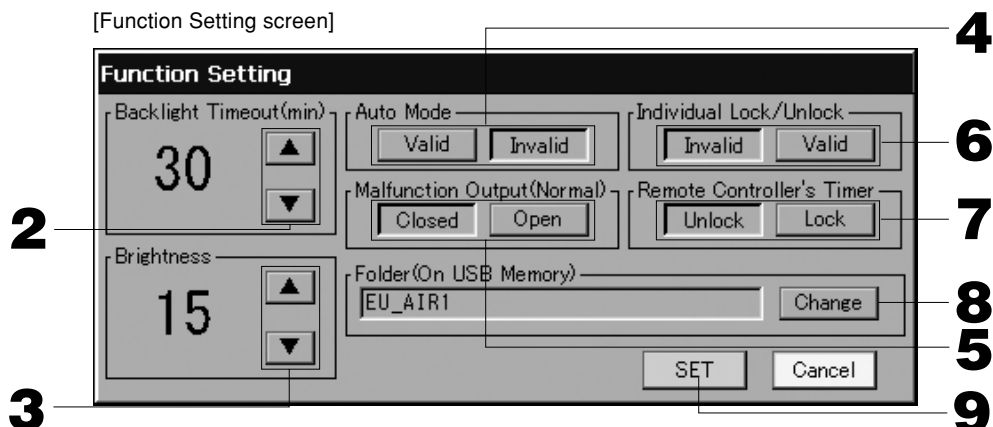 [Function Setting screen]
4
Function Setting
Backlight Timeout(min)
30
Auto Mode
Valid Invalid
Individual Lock/Unlock
Invalid Valid
6
Malfunction Output(Normal)
Closed Open
Remote Controller's Timer
Unlock Lock
7
2
Brightness
15
Folder(On USB Memory)
EU_AIR1
Change
8
5
SET Cancel
3
9